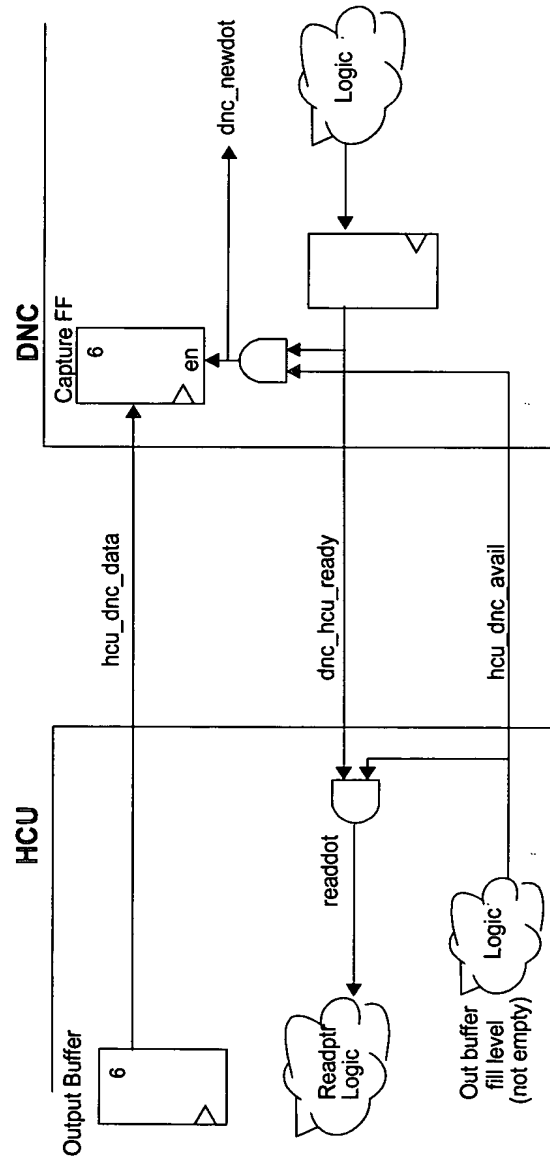 HCU
DNC
Output Buffer
6
hcu_dnc_data
Capture FF
6
en
dnc_newdot
Readptr
Logic
readdot
dnc_hcu_ready
Logic
Out buffer
fill level
(not empty)
Logic
hcu_dnc_avail